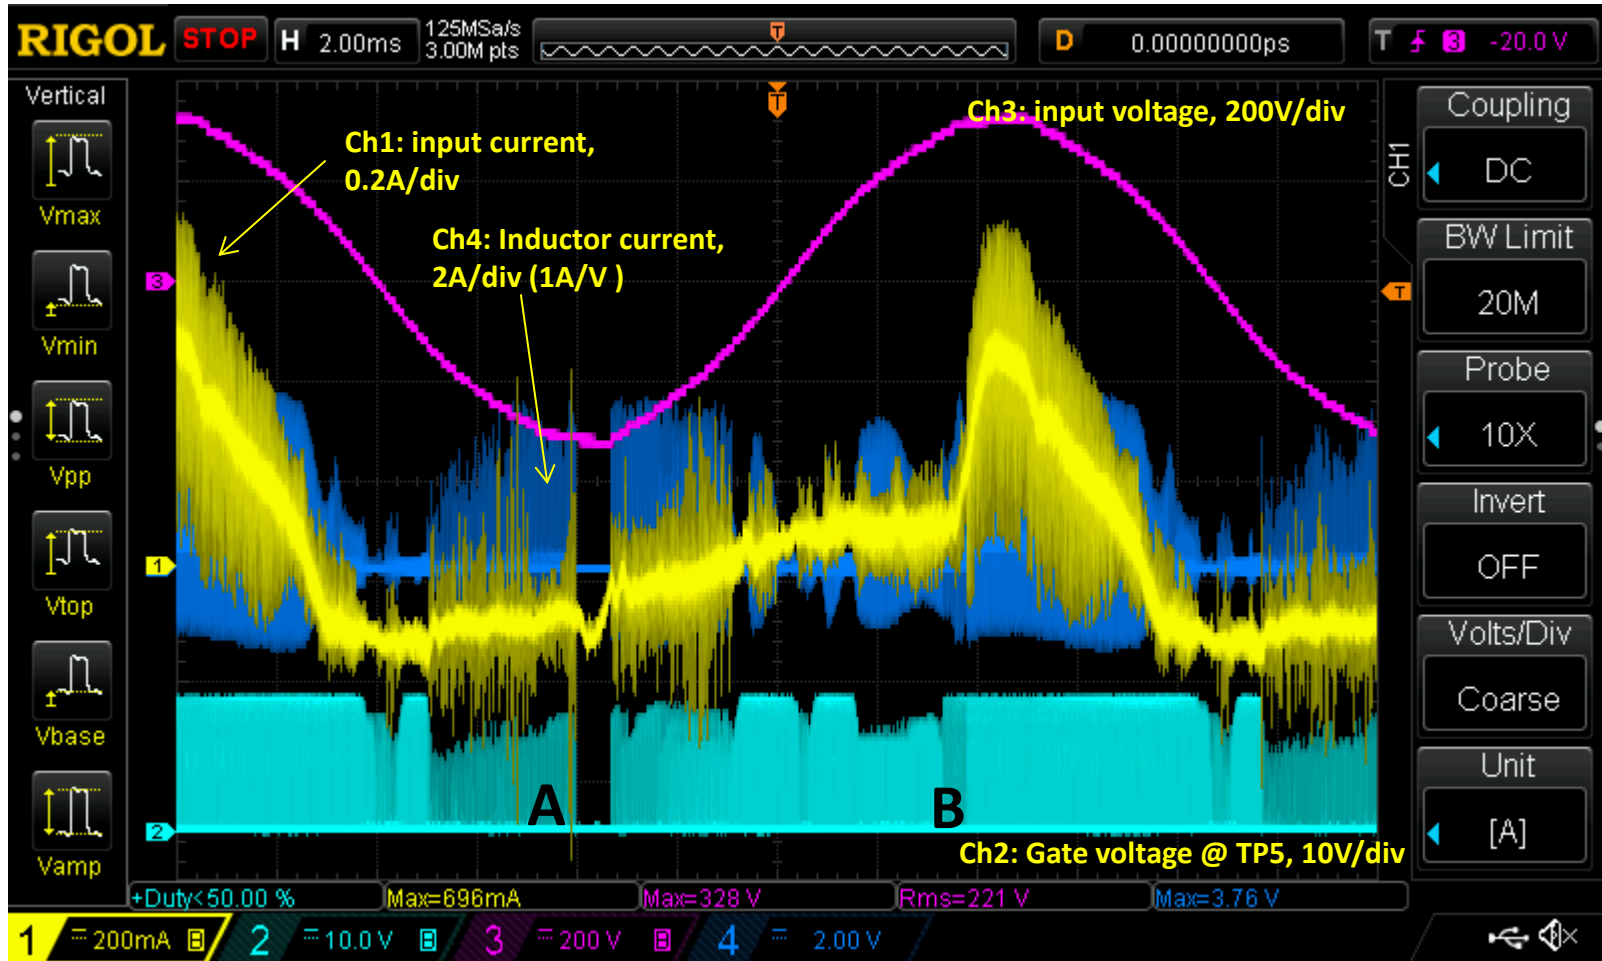 RIGOL STOP H 2.00ms 125MSa/s 3.00M pts T D 0.00000000ps T 3 -20.0 V
Vertical
Vmax
Vmin
Vpp
Vtop
Vbase
Vamp
T
Ch3: input voltage, 200V/div
Ch1: input current,
0.2A/div
Ch4: Inductor current,
2A/div (1A/V )
3
1
2
T
A
B
Ch2: Gate voltage @ TP5, 10V/div
CH1
Coupling
DC
BW Limit
20M
Probe
10X
Invert
OFF
Volts/Div
Coarse
Unit
[A]
+Duty<50.00 % Max=696mA Max=328 V Rms=221 V Max=3.76 V
1 200mA B 2 10.0 V B 3 200 V B 4 2.00 V